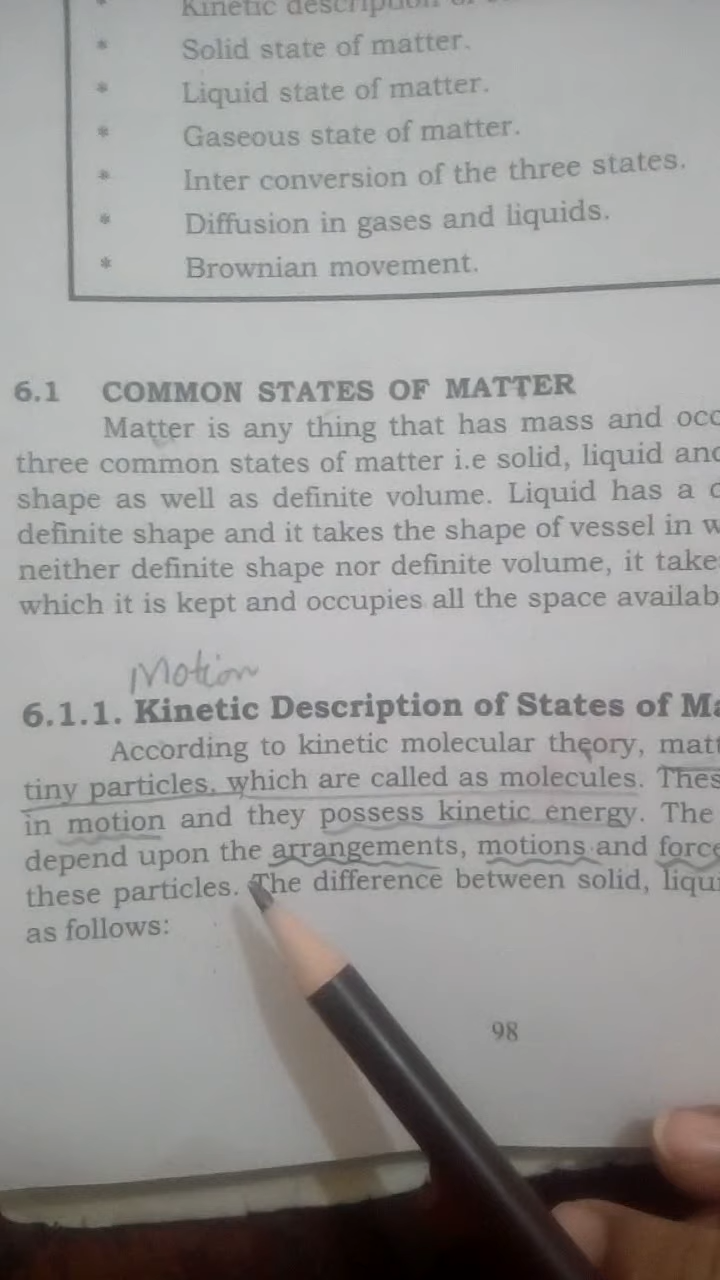 Kinetic description of
* Solid state of matter.
* Liquid state of matter.
* Gaseous state of matter.
* Inter conversion of the three states.
* Diffusion in gases and liquids.
* Brownian movement.
6.1 COMMON STATES OF MATTER
Matter is any thing that has mass and occ
three common states of matter i.e solid, liquid and
shape as well as definite volume. Liquid has a d
definite shape and it takes the shape of vessel in w
neither definite shape nor definite volume, it take
which it is kept and occupies all the space availab
Motion
6.1.1. Kinetic Description of States of Ma
According to kinetic molecular theory, matt
tiny particles, which are called as molecules. Thes
in motion and they possess kinetic energy. The
depend upon the arrangements, motions and force
these particles. The difference between solid, liqui
as follows:
98